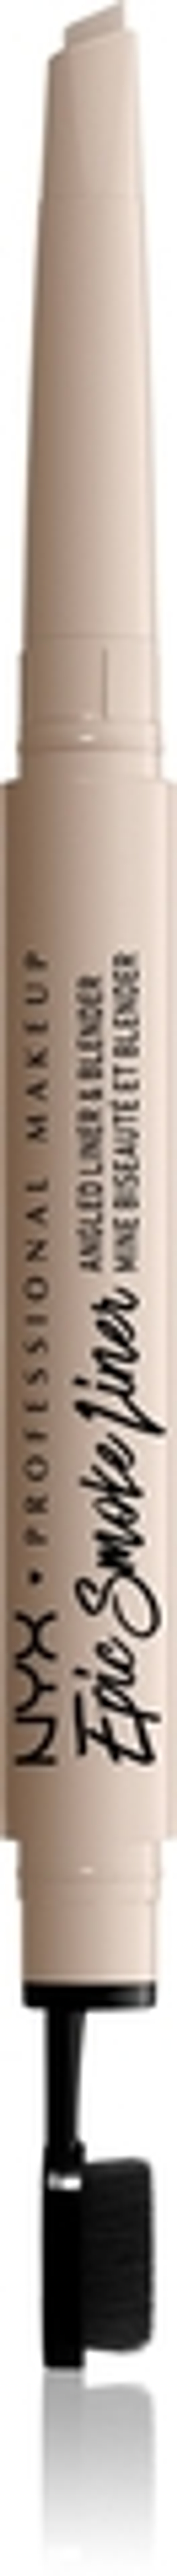 NYX • PROFESSIONAL MAKEUP
Epic Smoke Liner
ANGLED LINER & BLENDER
MINE BISEAUTÉ ET BLENDER